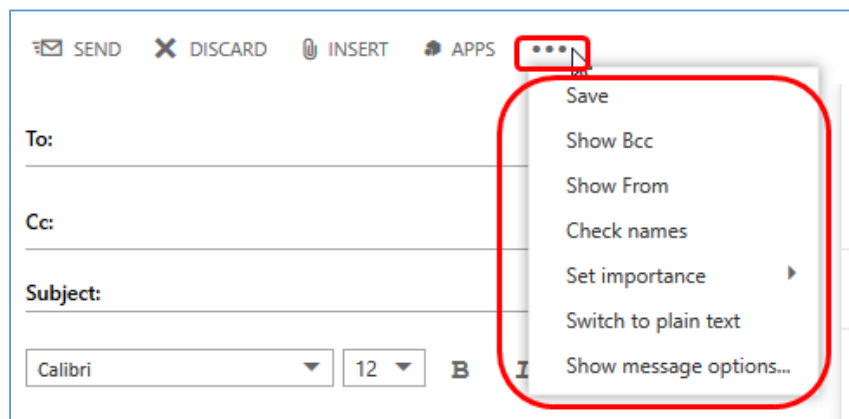 SEND DISCARD INSERT APPS •••
Save
To:
Show Bcc
Show From
Cc:
Check names
Set importance
Subject:
Switch to plain text
Calibri 12 B I
Show message options...